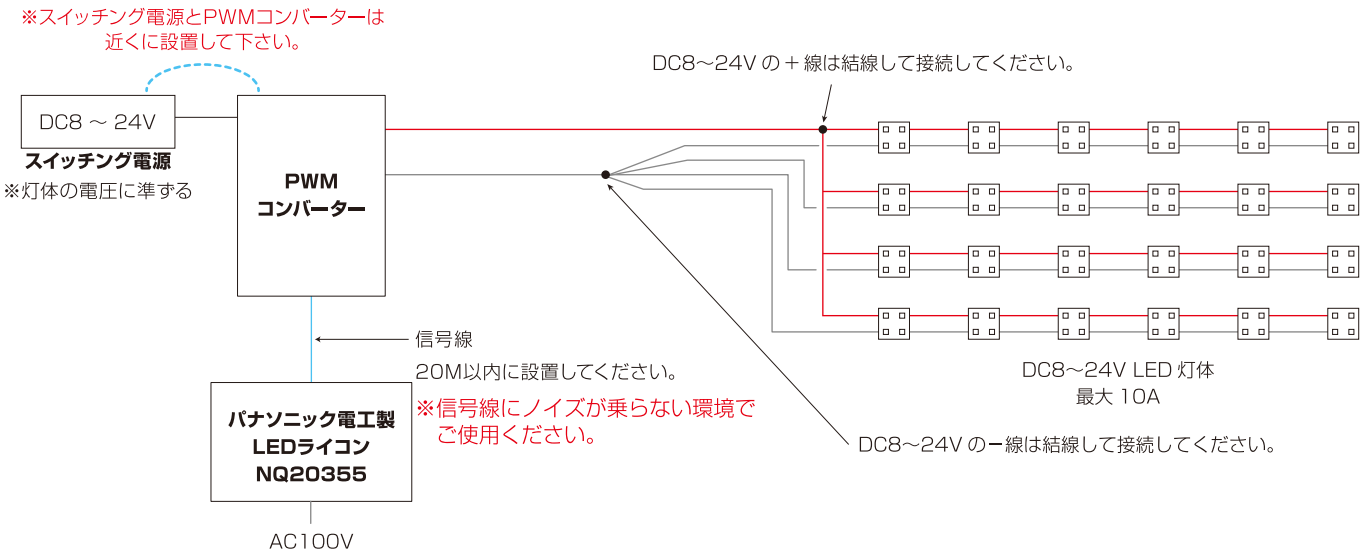 ※スイッチング電源とPWMコンバーターは
近くに設置して下さい。
DC8～24V の＋線は結線して接続してください。
DC8 ～ 24V
スイッチング電源
※灯体の電圧に準ずる
PWM
コンバーター
信号線
20M以内に設置してください。
※信号線にノイズが乗らない環境で
ご使用ください。
DC8～24V LED 灯体
最大 10A
パナソニック電工製
LEDライコン
NQ20355
DC8～24V のー線は結線して接続してください。
AC100V